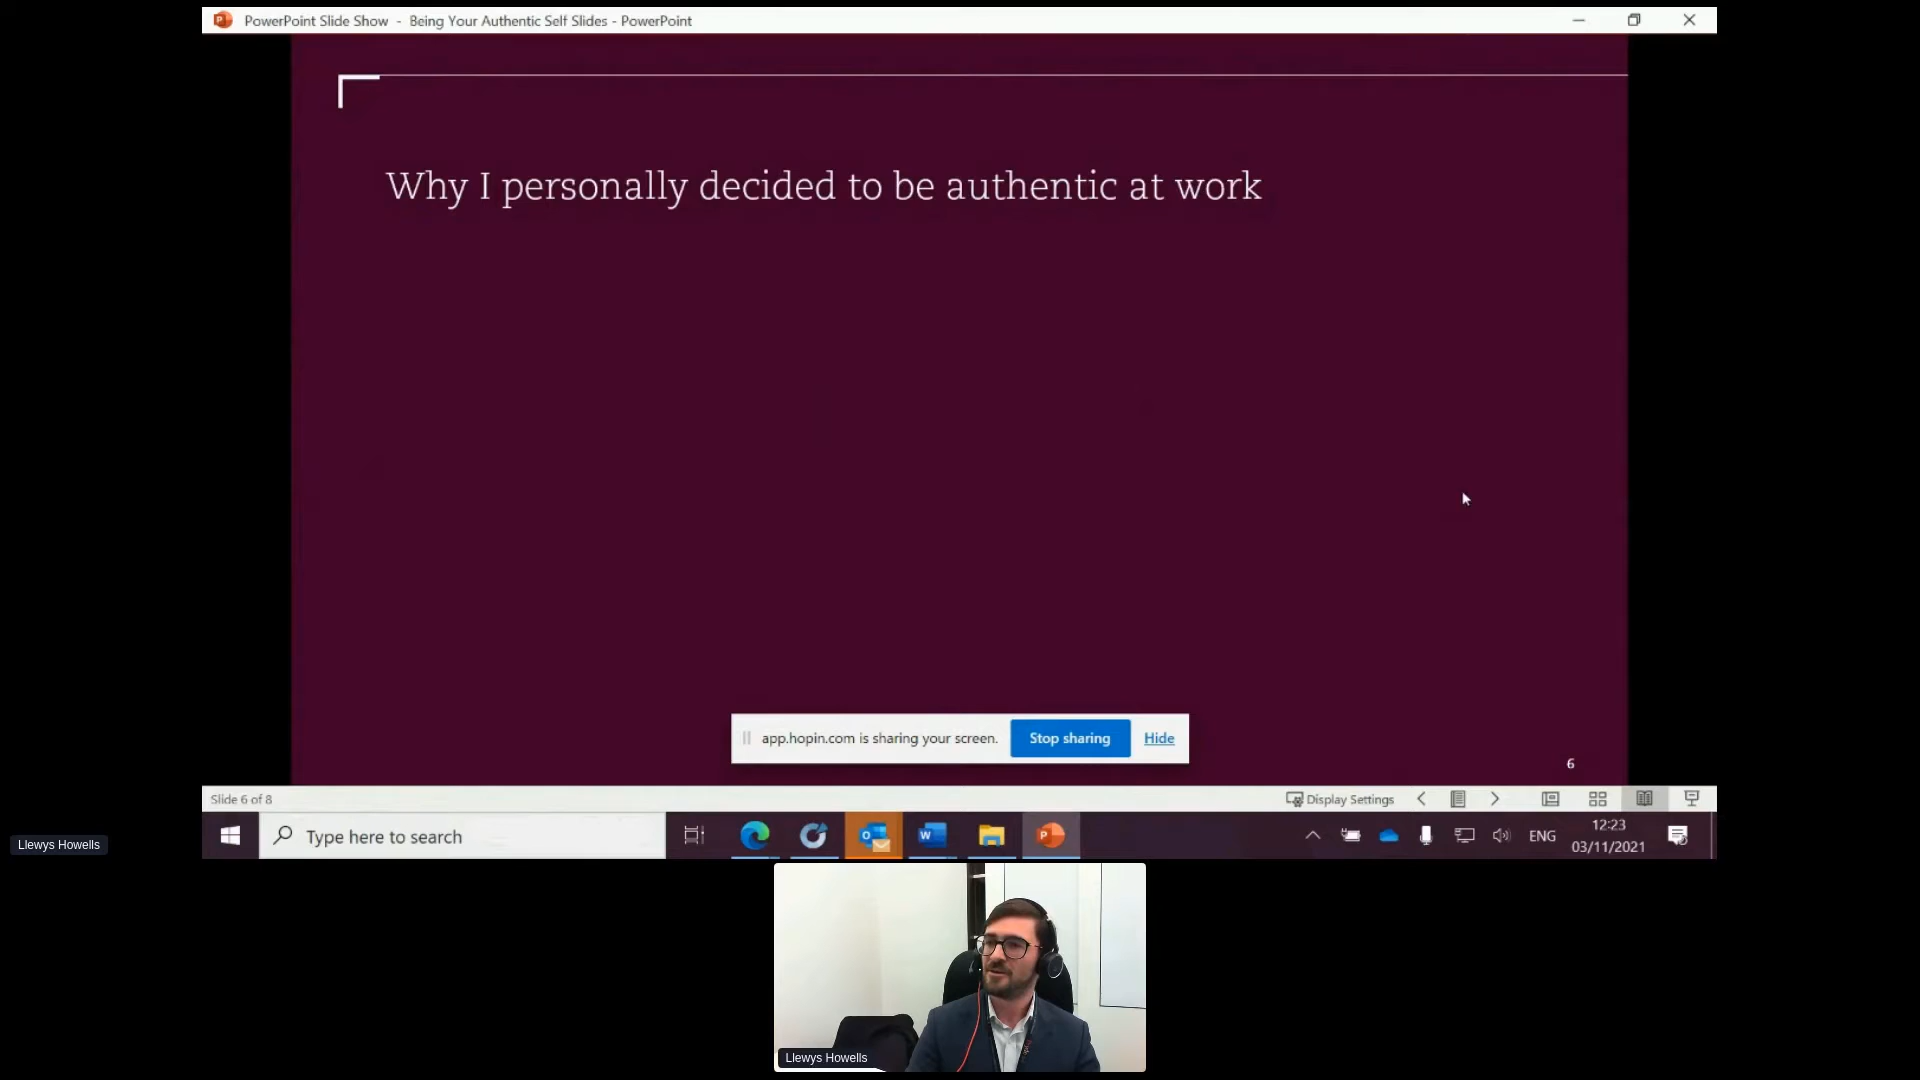 PowerPoint Slide Show - Being Your Authentic Self Slides - PowerPoint
Why I personally decided to be authentic at work
app.hopin.com is sharing your screen. Stop sharing Hide
6
Slide 6 of 8 Display Settings
Type here to search ENG 12:23
03/11/2021
Llewys Howells
Llewys Howells